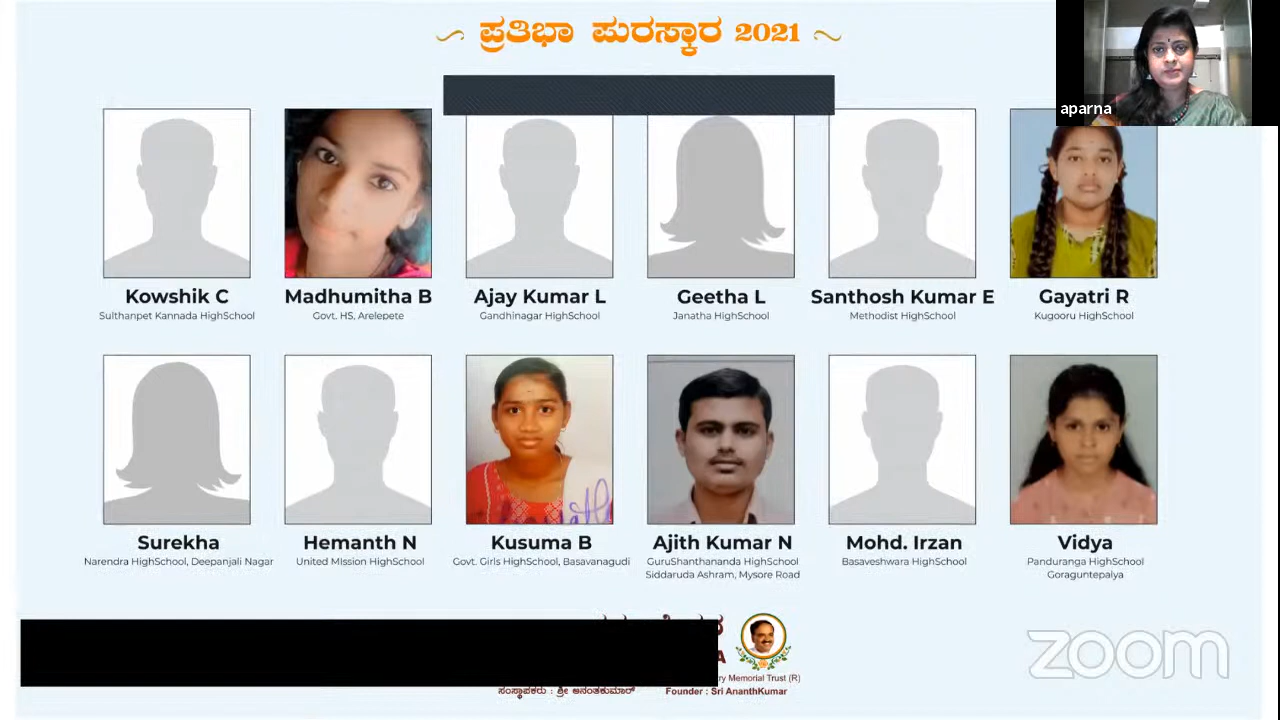 ಪ್ರತಿಭಾ ಪುರಸ್ಕಾರ 2021
aparna
Kowshik C
Sulthanpet Kannada HighSchool
Madhumitha B
Govt. HS, Arelepete
Ajay Kumar L
Gandhinagar HighSchool
Geetha L
Janatha HighSchool
Santhosh Kumar E
Methodist HighSchool
Gayatri R
Kugooru HighSchool
Surekha
Narendra HighSchool, Deepanjali Nagar
Hemanth N
United MIssion HighSchool
Kusuma B
Govt. Girls HighSchool, Basavanagudi
Ajith Kumar N
GuruShanthananda HighSchool
Siddaruda Ashram, Mysore Road
Mohd. Irzan
Basaveshwara HighSchool
Vidya
Panduranga HighSchool
Goraguntepalya
Memorial Trust (R)
ಸಂಸ್ಥಾಪಕರು : ಶ್ರೀ ಅನಂತಕುಮಾರ್ Founder : Sri AnanthKumar
zoom